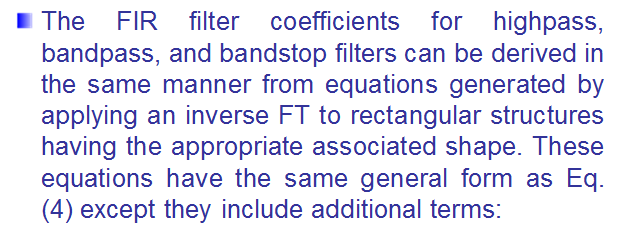 The FIR filter coefficients for highpass,
bandpass, and bandstop filters can be derived in
the same manner from equations generated by
applying an inverse FT to rectangular structures
having the appropriate associated shape. These
equations have the same general form as Eq.
(4) except they include additional terms: